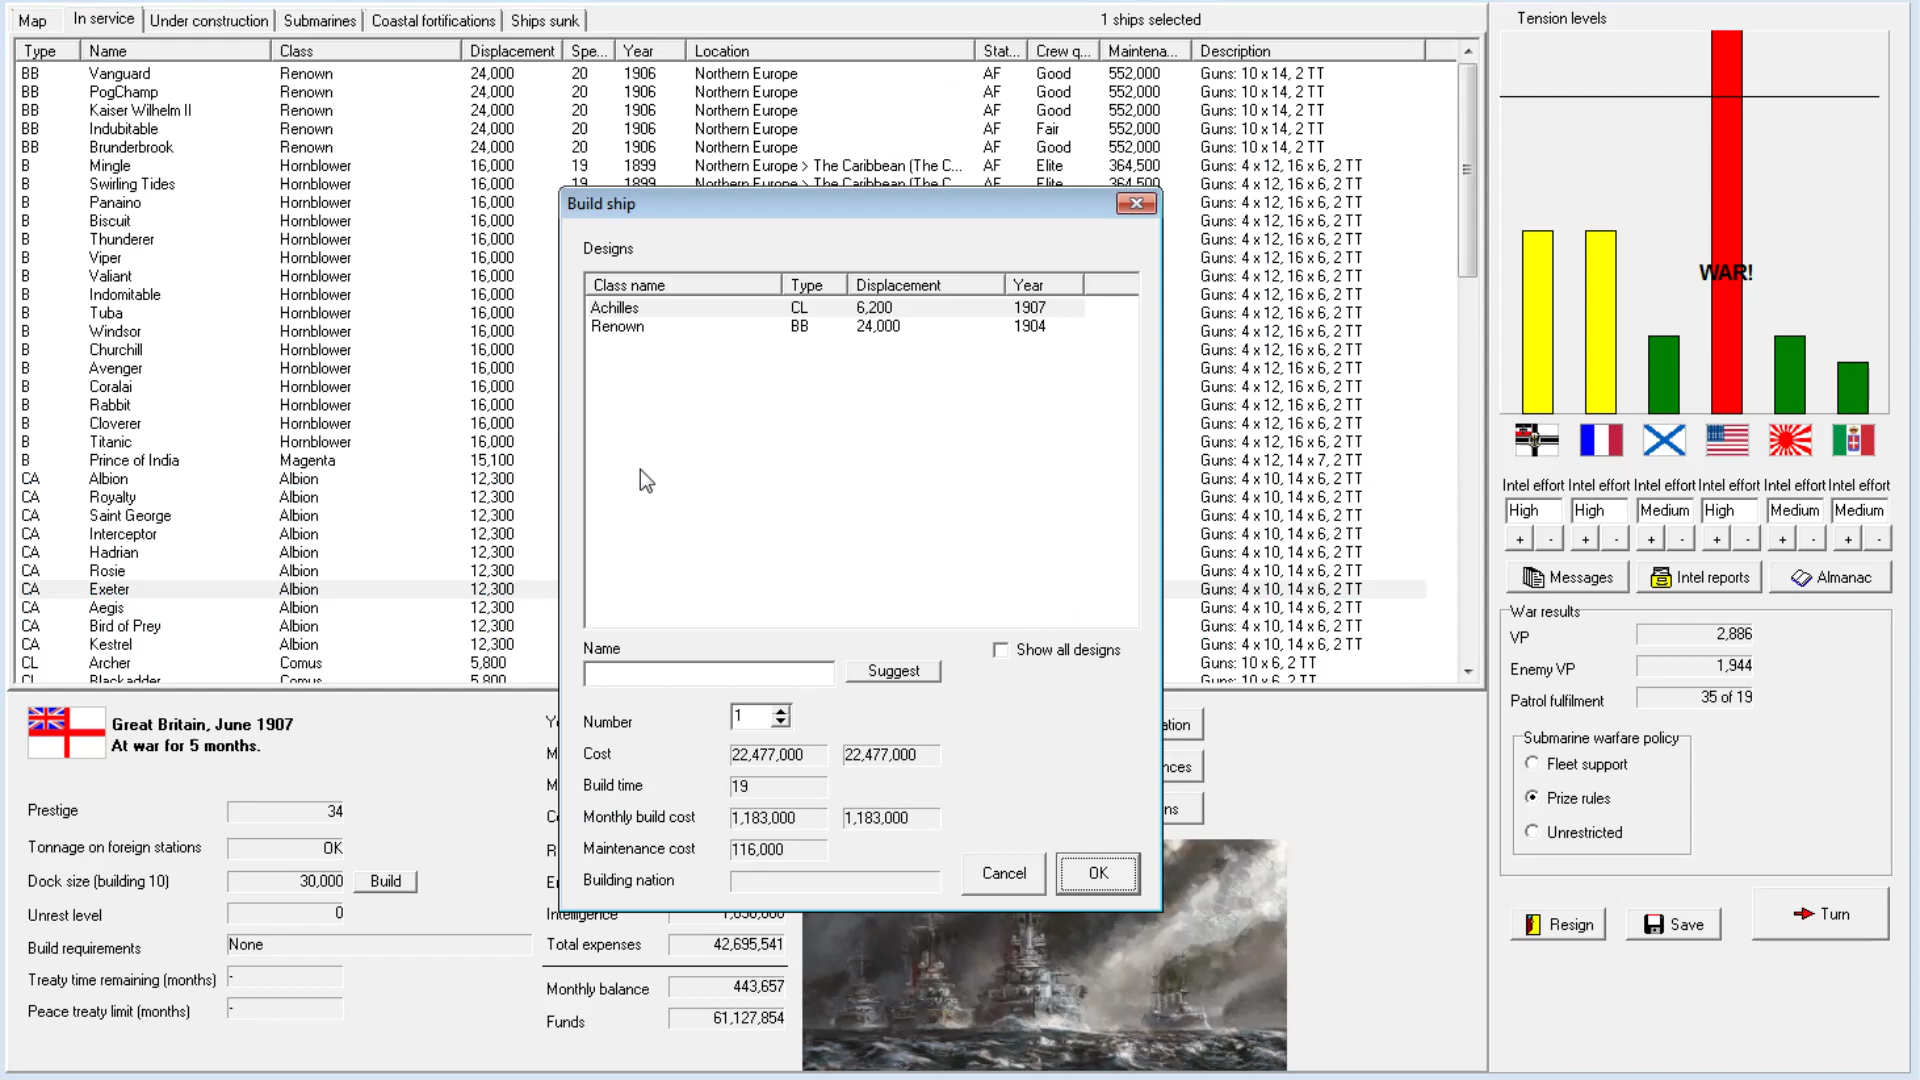 Map In service Under construction Submarines Coastal fortifications Ships sunk 1 ships selected
Type Name Class Displacement Spe... Year Location Stat... Crew q... Maintena... Description
BB Vanguard Renown 24,000 20 1906 Northern Europe AF Good 552,000 Guns: 10 x 14, 2 TT
BB PogChamp Renown 24,000 20 1906 Northern Europe AF Good 552,000 Guns: 10 x 14, 2 TT
BB Kaiser Wilhelm II Renown 24,000 20 1906 Northern Europe AF Good 552,000 Guns: 10 x 14, 2 TT
BB Indubitable Renown 24,000 20 1906 Northern Europe AF Fair 552,000 Guns: 10 x 14, 2 TT
BB Brunderbrook Renown 24,000 20 1906 Northern Europe AF Good 552,000 Guns: 10 x 14, 2 TT
B Mingle Hornblower 16,000 19 1899 Northern Europe > The Caribbean (The C... AF Elite 364,500 Guns: 4 x 12, 16 x 6, 2 TT
B Swirling Tides Hornblower 16,000 19 1899 Northern Europe > The Caribbean (The C... AF Elite 364,500 Guns: 4 x 12, 16 x 6, 2 TT
B Panaino Hornblower 16,000 Guns: 4 x 12, 16 x 6, 2 TT
B Biscuit Hornblower 16,000 Guns: 4 x 12, 16 x 6, 2 TT
B Thunderer Hornblower 16,000 Guns: 4 x 12, 16 x 6, 2 TT
B Viper Hornblower 16,000 Guns: 4 x 12, 16 x 6, 2 TT
B Valiant Hornblower 16,000 Guns: 4 x 12, 16 x 6, 2 TT
B Indomitable Hornblower 16,000 Guns: 4 x 12, 16 x 6, 2 TT
B Tuba Hornblower 16,000 Guns: 4 x 12, 16 x 6, 2 TT
B Windsor Hornblower 16,000 Guns: 4 x 12, 16 x 6, 2 TT
B Churchill Hornblower 16,000 Guns: 4 x 12, 16 x 6, 2 TT
B Avenger Hornblower 16,000 Guns: 4 x 12, 16 x 6, 2 TT
B Coralai Hornblower 16,000 Guns: 4 x 12, 16 x 6, 2 TT
B Rabbit Hornblower 16,000 Guns: 4 x 12, 16 x 6, 2 TT
B Cloverer Hornblower 16,000 Guns: 4 x 12, 16 x 6, 2 TT
B Titanic Hornblower 16,000 Guns: 4 x 12, 16 x 6, 2 TT
B Prince of India Magenta 15,100 Guns: 4 x 12, 14 x 7, 2 TT
CA Albion Albion 12,300 Guns: 4 x 10, 14 x 6, 2 TT
CA Royalty Albion 12,300 Guns: 4 x 10, 14 x 6, 2 TT
CA Saint George Albion 12,300 Guns: 4 x 10, 14 x 6, 2 TT
CA Interceptor Albion 12,300 Guns: 4 x 10, 14 x 6, 2 TT
CA Hadrian Albion 12,300 Guns: 4 x 10, 14 x 6, 2 TT
CA Rosie Albion 12,300 Guns: 4 x 10, 14 x 6, 2 TT
CA Exeter Albion 12,300 Guns: 4 x 10, 14 x 6, 2 TT
CA Aegis Albion 12,300 Guns: 4 x 10, 14 x 6, 2 TT
CA Bird of Prey Albion 12,300 Guns: 4 x 10, 14 x 6, 2 TT
CA Kestrel Albion 12,300 Guns: 4 x 10, 14 x 6, 2 TT
CL Archer Comus 5,800 Guns: 10 x 6, 2 TT
CL Blackadder Comus 5,800 Guns: 10 x 6, 2 TT
Build ship
Designs
Class name Type Displacement Year
Achilles CL 6,200 1907
Renown BB 24,000 1904
Name Show all designs
Suggest
Number 1
Cost 22,477,000 22,477,000
Build time 19
Monthly build cost 1,183,000 1,183,000
Maintenance cost 116,000
Building nation
Cancel OK
Great Britain, June 1907
At war for 5 months.
Prestige 34
Tonnage on foreign stations OK
Dock size (building 10) 30,000 Build
Unrest level 0
Build requirements None
Treaty time remaining (months) -
Peace treaty limit (months) -
Total expenses 42,695,541
Monthly balance 443,657
Funds 61,127,854
Tension levels
WAR!
Intel effort Intel effort Intel effort Intel effort Intel effort Intel effort
High High Medium High Medium Medium
+ - + - + - + - + - + -
Messages Intel reports Almanac
War results
VP 2,886
Enemy VP 1,944
Patrol fulfilment 35 of 19
Submarine warfare policy
Fleet support
Prize rules
Unrestricted
Resign Save Turn